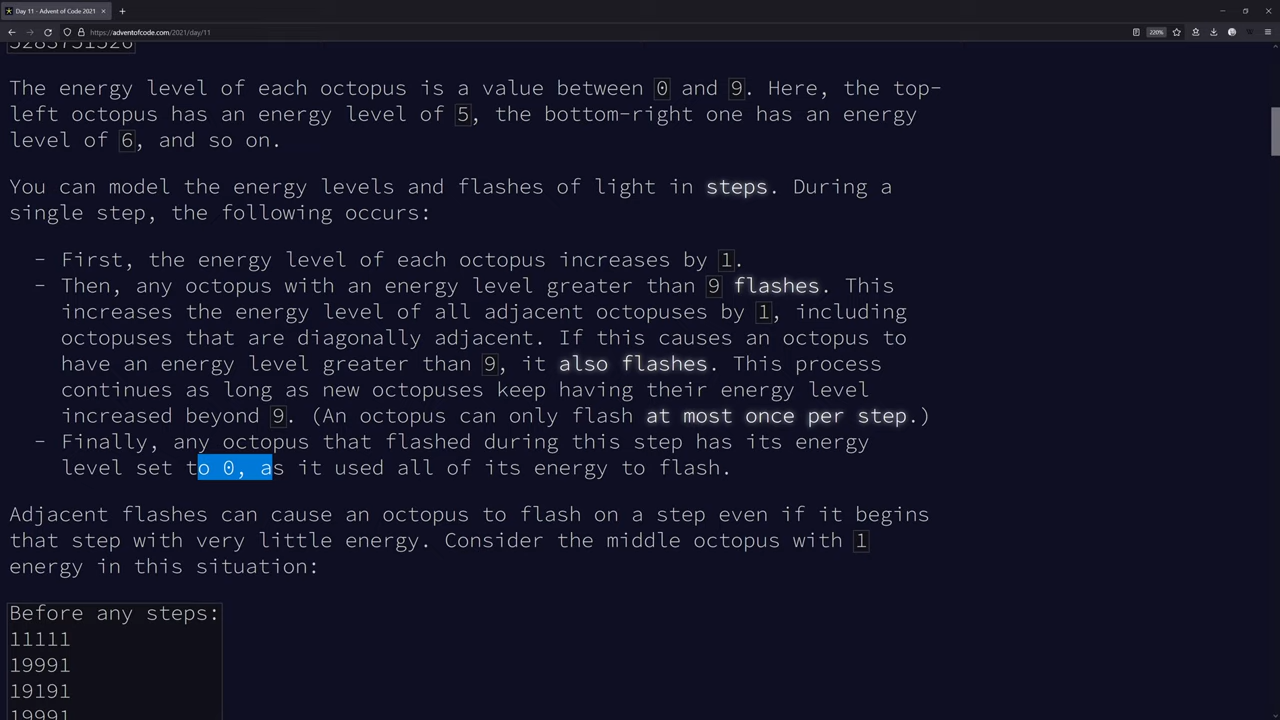 Day 11 - Advent of Code 2021
https://adventofcode.com/2021/day/11
220%
5283751526
The energy level of each octopus is a value between 0 and 9. Here, the top-
left octopus has an energy level of 5, the bottom-right one has an energy
level of 6, and so on.
You can model the energy levels and flashes of light in steps. During a
single step, the following occurs:
- First, the energy level of each octopus increases by 1.
- Then, any octopus with an energy level greater than 9 flashes. This
increases the energy level of all adjacent octopuses by 1, including
octopuses that are diagonally adjacent. If this causes an octopus to
have an energy level greater than 9, it also flashes. This process
continues as long as new octopuses keep having their energy level
increased beyond 9. (An octopus can only flash at most once per step.)
- Finally, any octopus that flashed during this step has its energy
level set to 0, as it used all of its energy to flash.
Adjacent flashes can cause an octopus to flash on a step even if it begins
that step with very little energy. Consider the middle octopus with 1
energy in this situation:
Before any steps:
11111
19991
19191
19991